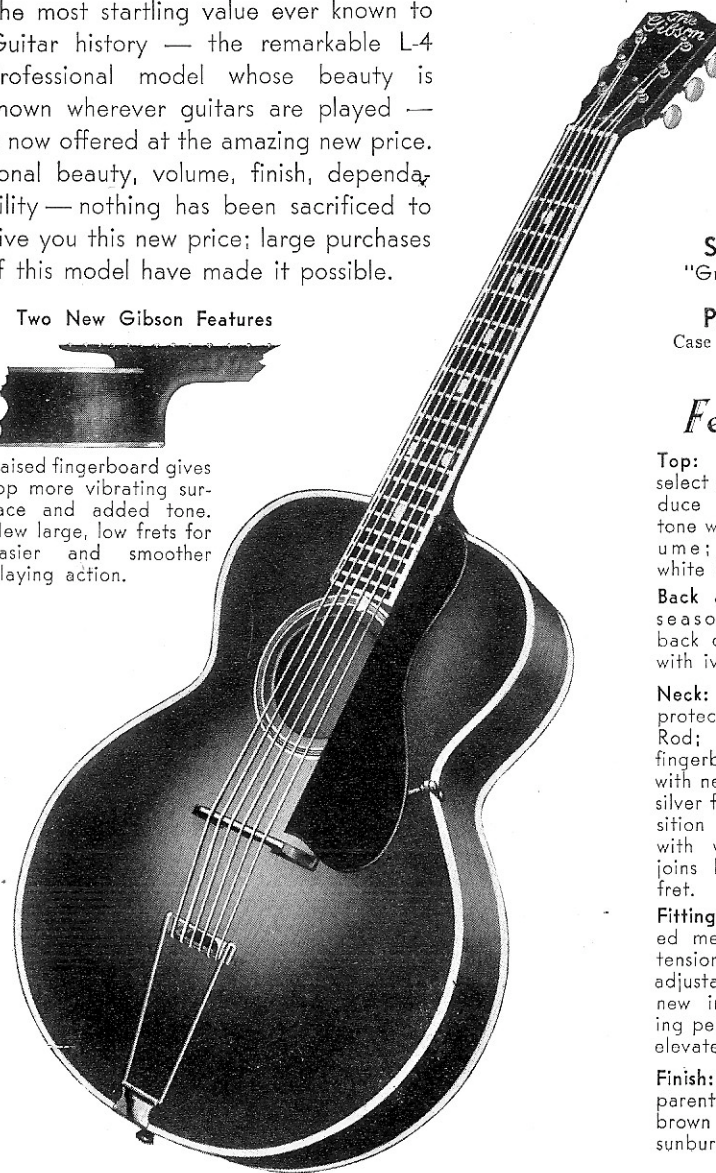 he most startling value ever known to
Guitar history — the remarkable L-4
rofessional model whose beauty is
nown wherever guitars are played —
now offered at the amazing new price.
onal beauty, volume, finish, dependa-
ility — nothing has been sacrificed to
ive you this new price; large purchases
f this model have made it possible.
Two New Gibson Features
aised fingerboard gives
op more vibrating sur-
ace and added tone.
New large, low frets for
asier and smoother
laying action.
The
Gibson
S
"Gr
P
Case
Fe
Top:
select
duce
tone w
ume;
white
Back
seaso
back o
with iv
Neck:
protec
Rod;
fingerb
with ne
silver f
sition
with
joins
fret.
Fitting
ed me
tension
adjusta
new i
ing pe
elevate
Finish:
parent
brown
sunbur